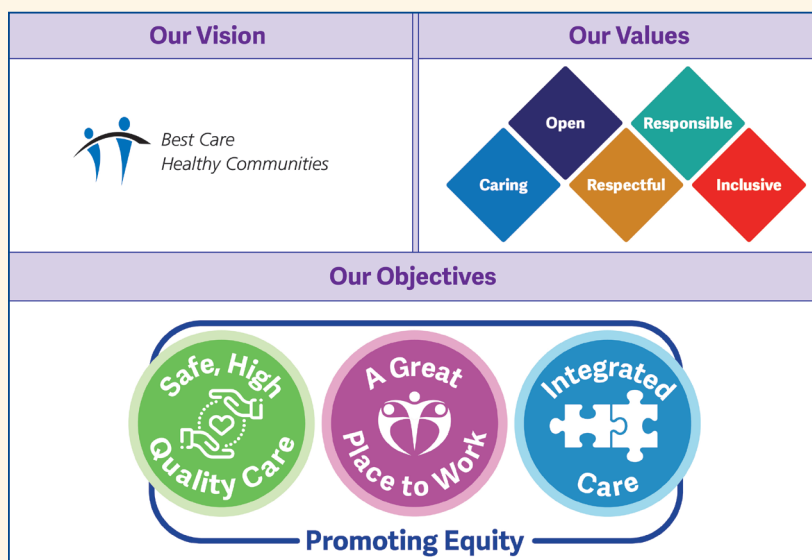 Our Vision
Best Care
Healthy Communities
Our Values
Open
Responsible
Caring
Respectful
Inclusive
Our Objectives
Safe, High
Quality Care
A Great
Place to Work
Integrated
Care
Promoting Equity